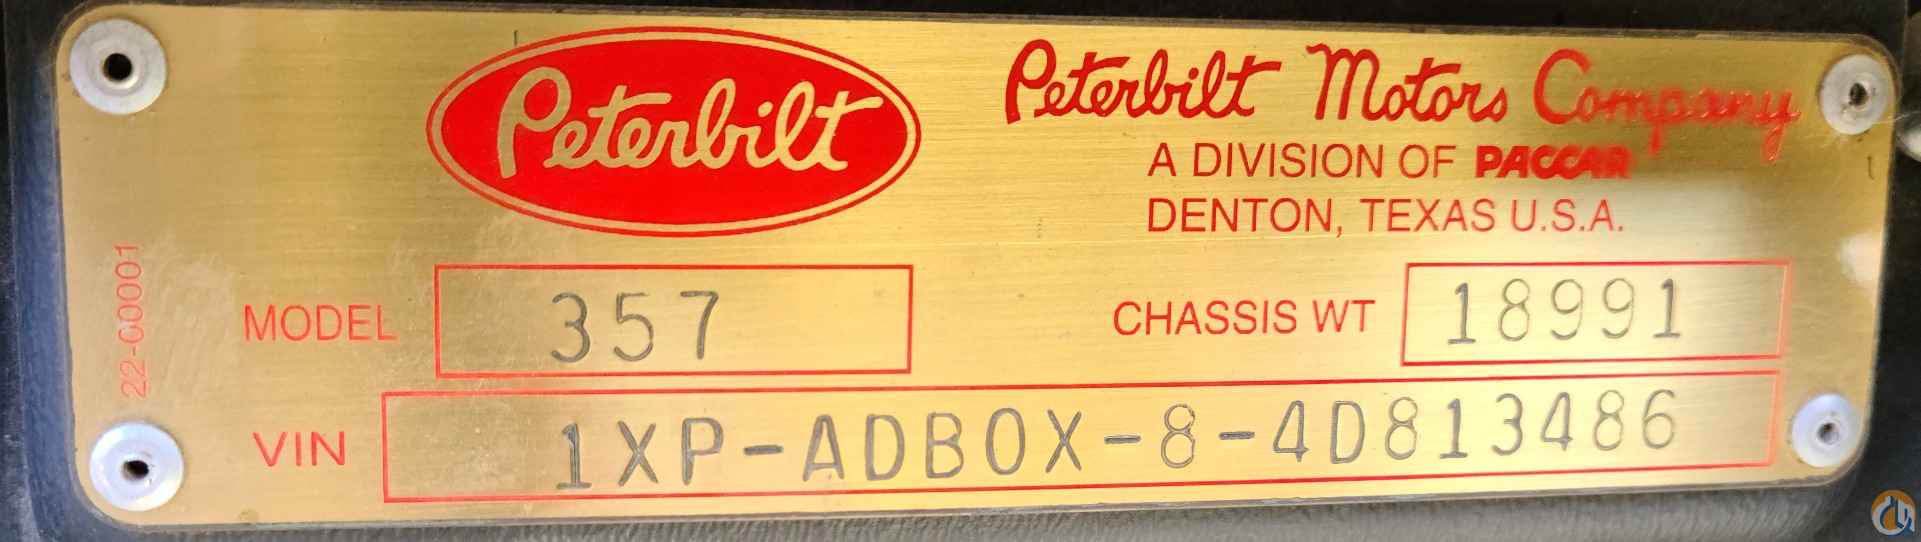 Peterbilt
Peterbilt Motors Company
A DIVISION OF PACCAR
DENTON, TEXAS U.S.A.
22-00001
MODEL 357
CHASSIS WT 18991
VIN 1XP-ADB0X-8-4D813486